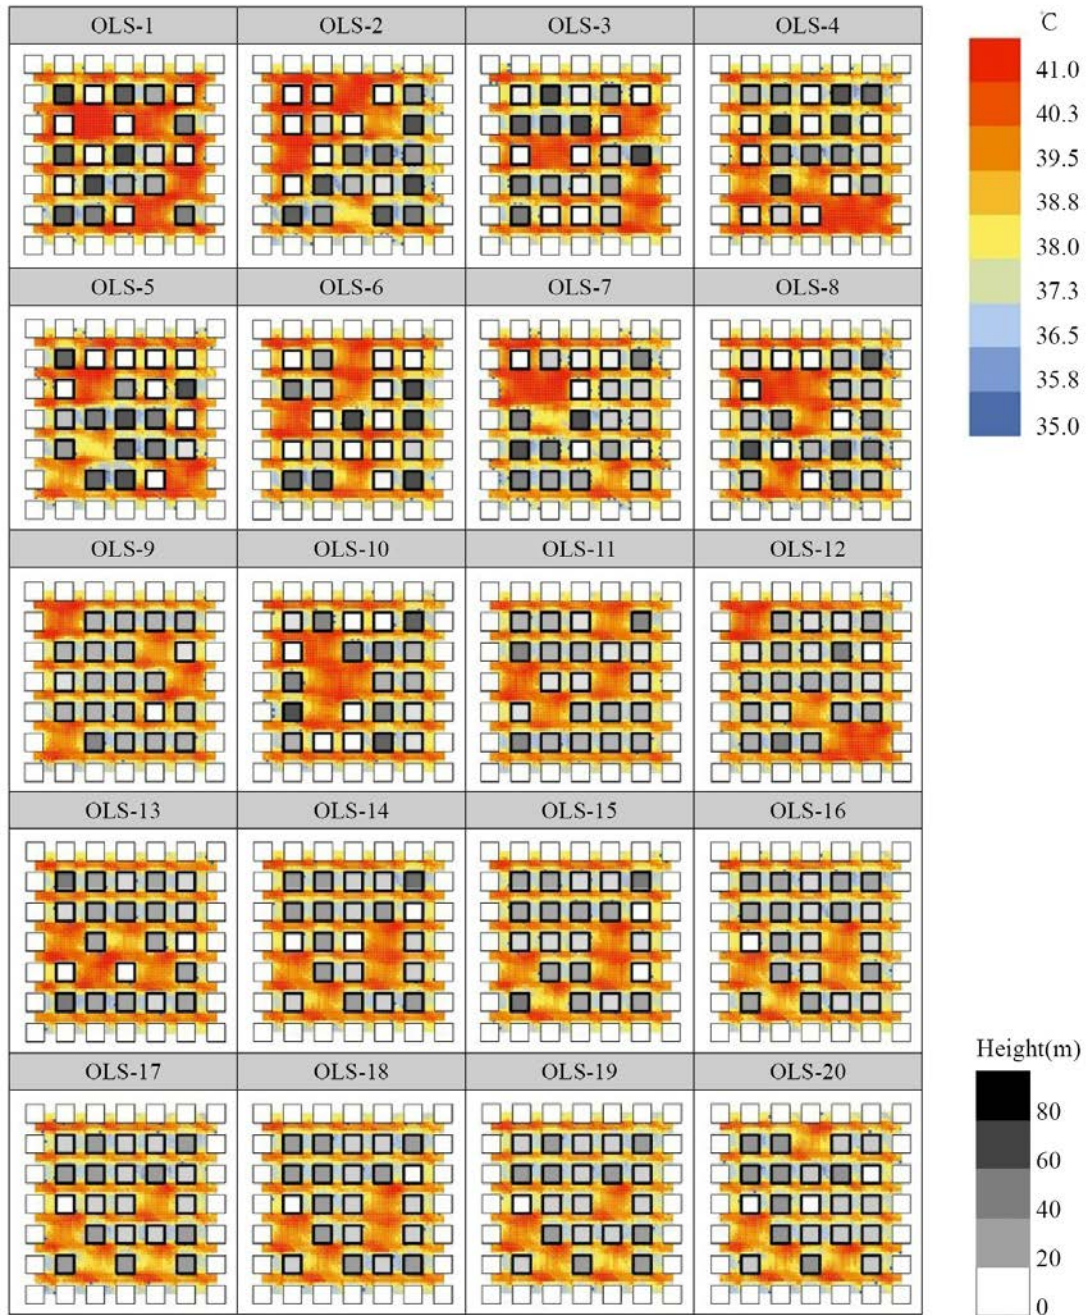 OLS-1 OLS-2 OLS-3 OLS-4
℃
41.0
40.3
39.5
38.8
38.0
37.3
36.5
35.8
35.0
OLS-5 OLS-6 OLS-7 OLS-8
OLS-9 OLS-10 OLS-11 OLS-12
OLS-13 OLS-14 OLS-15 OLS-16
OLS-17 OLS-18 OLS-19 OLS-20
Height(m)
80
60
40
20
0